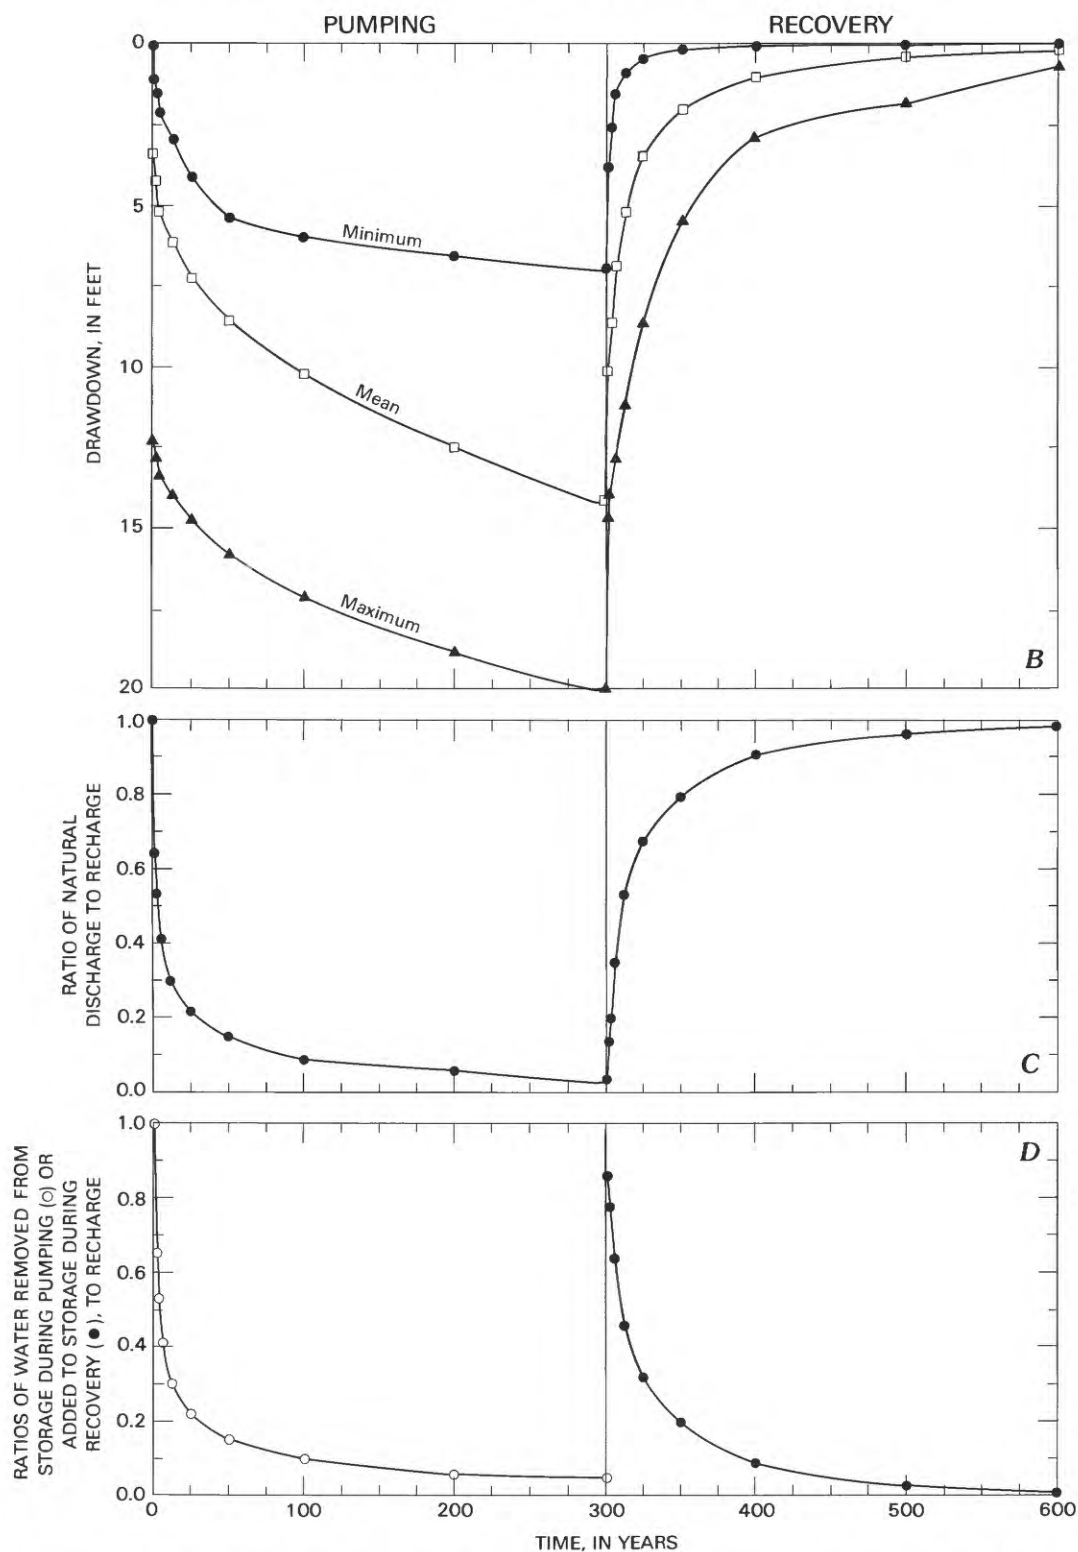 PUMPING RECOVERY
0
5
10
15
20
DRAWDOWN, IN FEET
Minimum
Mean
Maximum
B
1.0
0.8
0.6
0.4
0.2
0.0
RATIO OF NATURAL
DISCHARGE TO RECHARGE
C
1.0
0.8
0.6
0.4
0.2
0.0
RATIOS OF WATER REMOVED FROM
STORAGE DURING PUMPING (○) OR
ADDED TO STORAGE DURING
RECOVERY (●), TO RECHARGE
D
0 100 200 300 400 500 600
TIME, IN YEARS